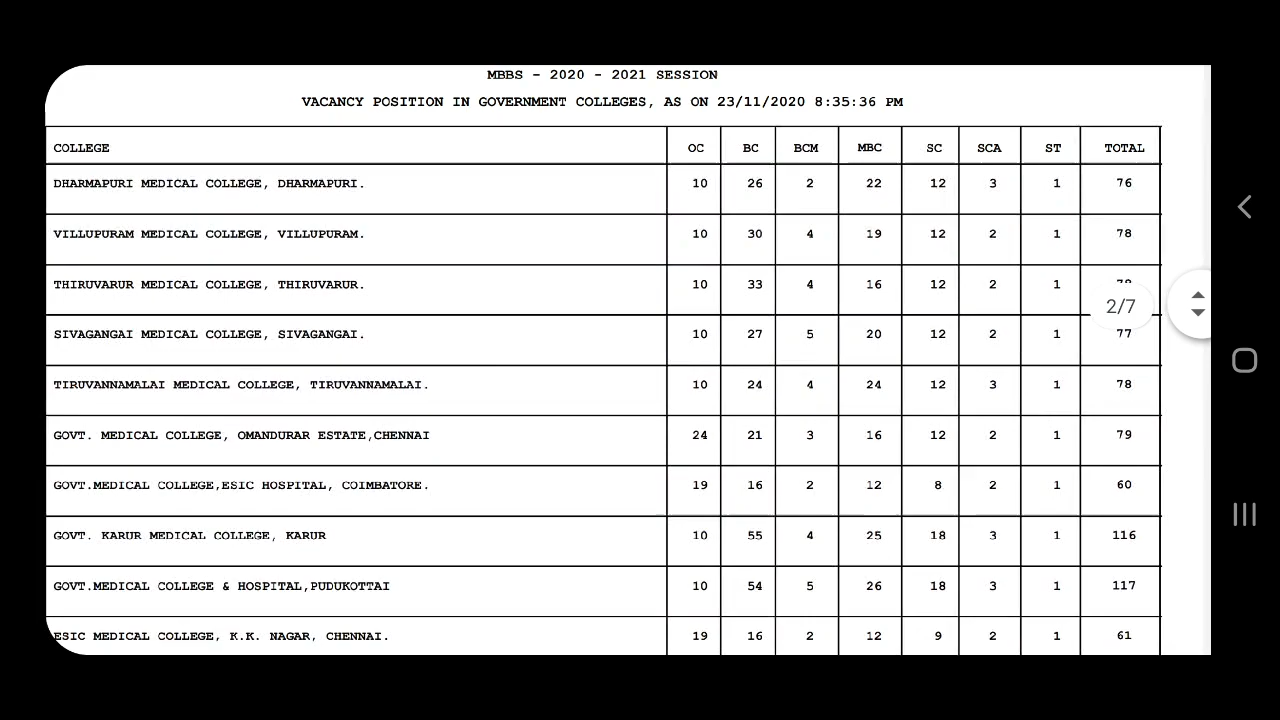 MBBS - 2020 - 2021 SESSION
VACANCY POSITION IN GOVERNMENT COLLEGES, AS ON 23/11/2020 8:35:36 PM
COLLEGE OC BC BCM MBC SC SCA ST TOTAL
DHARMAPURI MEDICAL COLLEGE, DHARMAPURI. 10 26 2 22 12 3 1 76
VILLUPURAM MEDICAL COLLEGE, VILLUPURAM. 10 30 4 19 12 2 1 78
THIRUVARUR MEDICAL COLLEGE, THIRUVARUR. 10 33 4 16 12 2 1
2/7
SIVAGANGAI MEDICAL COLLEGE, SIVAGANGAI. 10 27 5 20 12 2 1 77
TIRUVANNAMALAI MEDICAL COLLEGE, TIRUVANNAMALAI. 10 24 4 24 12 3 1 78
GOVT. MEDICAL COLLEGE, OMANDURAR ESTATE,CHENNAI 24 21 3 16 12 2 1 79
GOVT.MEDICAL COLLEGE,ESIC HOSPITAL, COIMBATORE. 19 16 2 12 8 2 1 60
GOVT. KARUR MEDICAL COLLEGE, KARUR 10 55 4 25 18 3 1 116
GOVT.MEDICAL COLLEGE & HOSPITAL,PUDUKOTTAI 10 54 5 26 18 3 1 117
ESIC MEDICAL COLLEGE, K.K. NAGAR, CHENNAI. 19 16 2 12 9 2 1 61